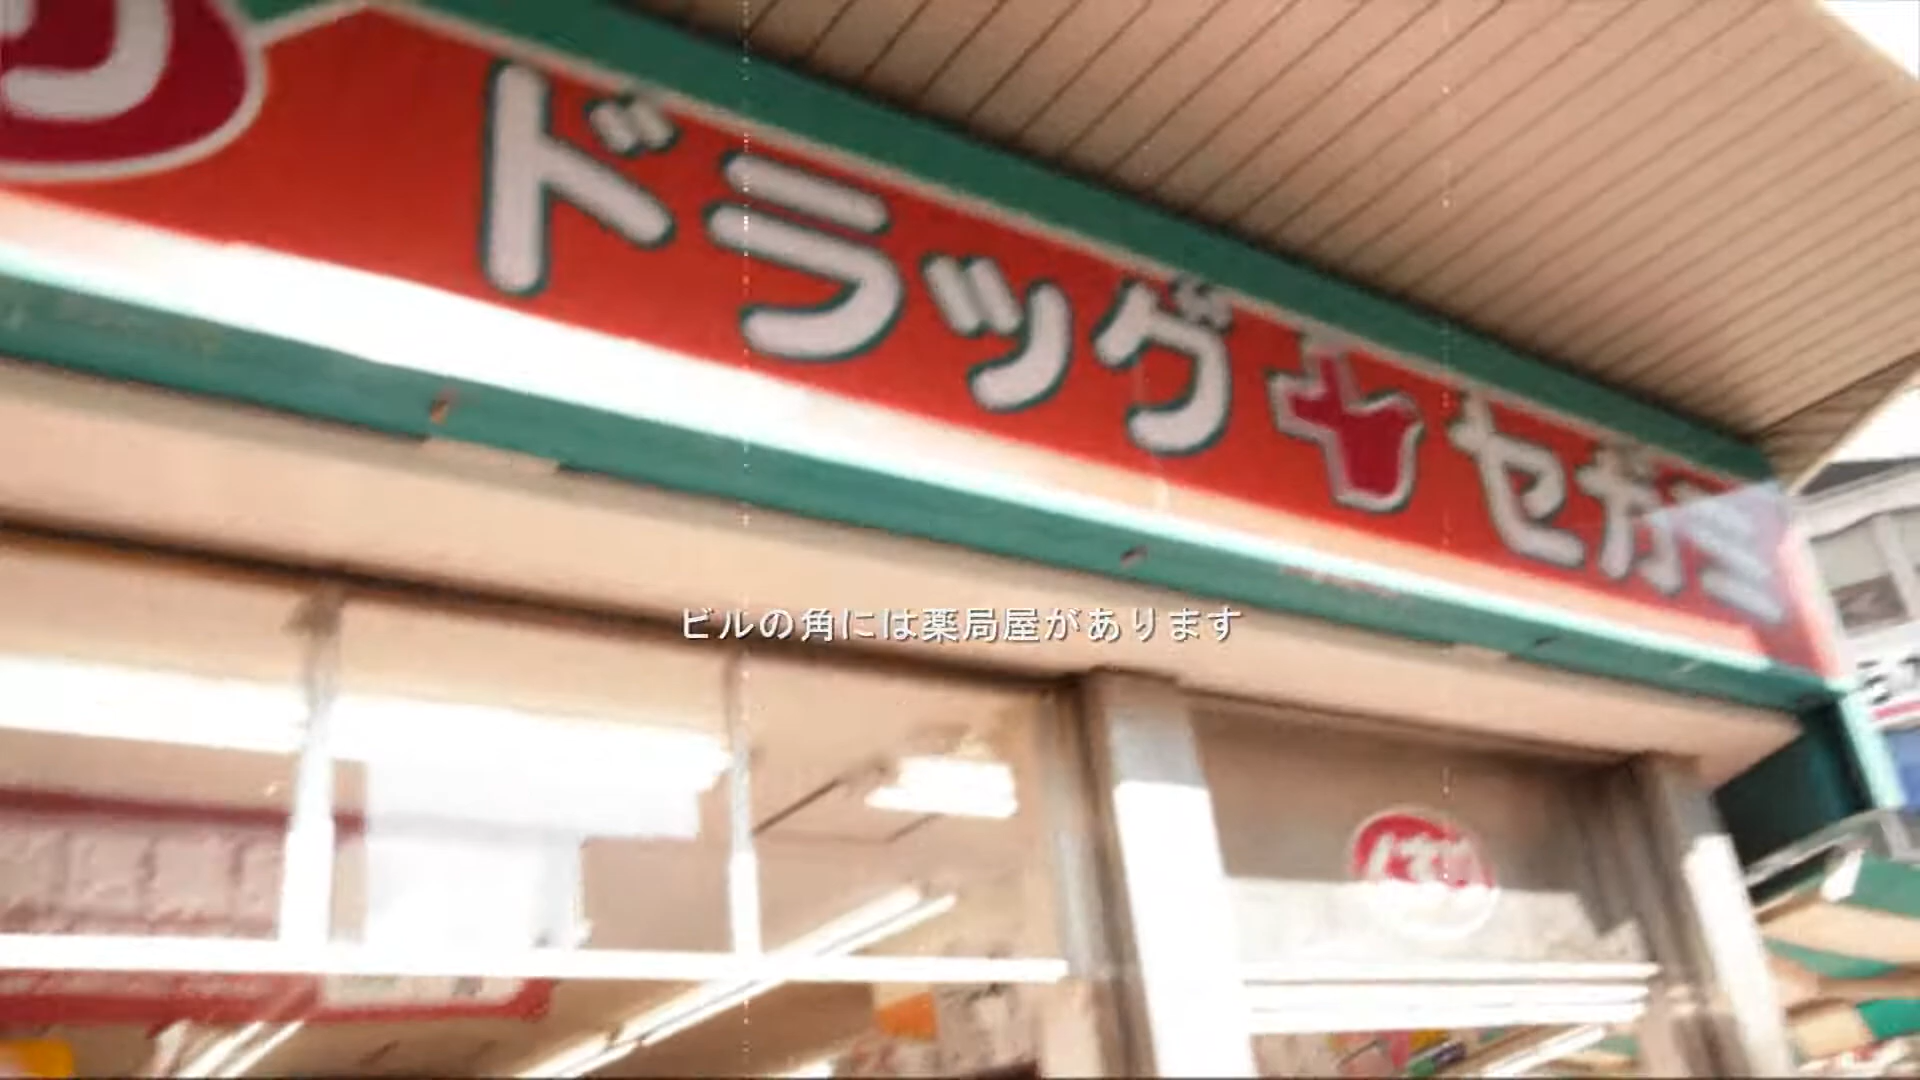 ドラッグ セガミ
ビルの角には薬局屋があります